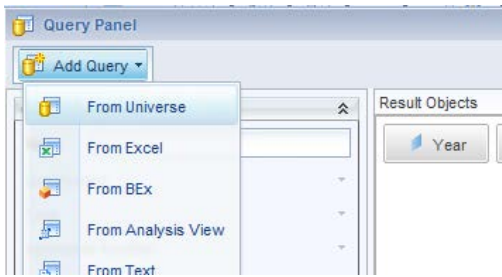 Query Panel
Add Query
From Universe
Result Objects
From Excel
Year
From BEx
From Analysis View
From Text